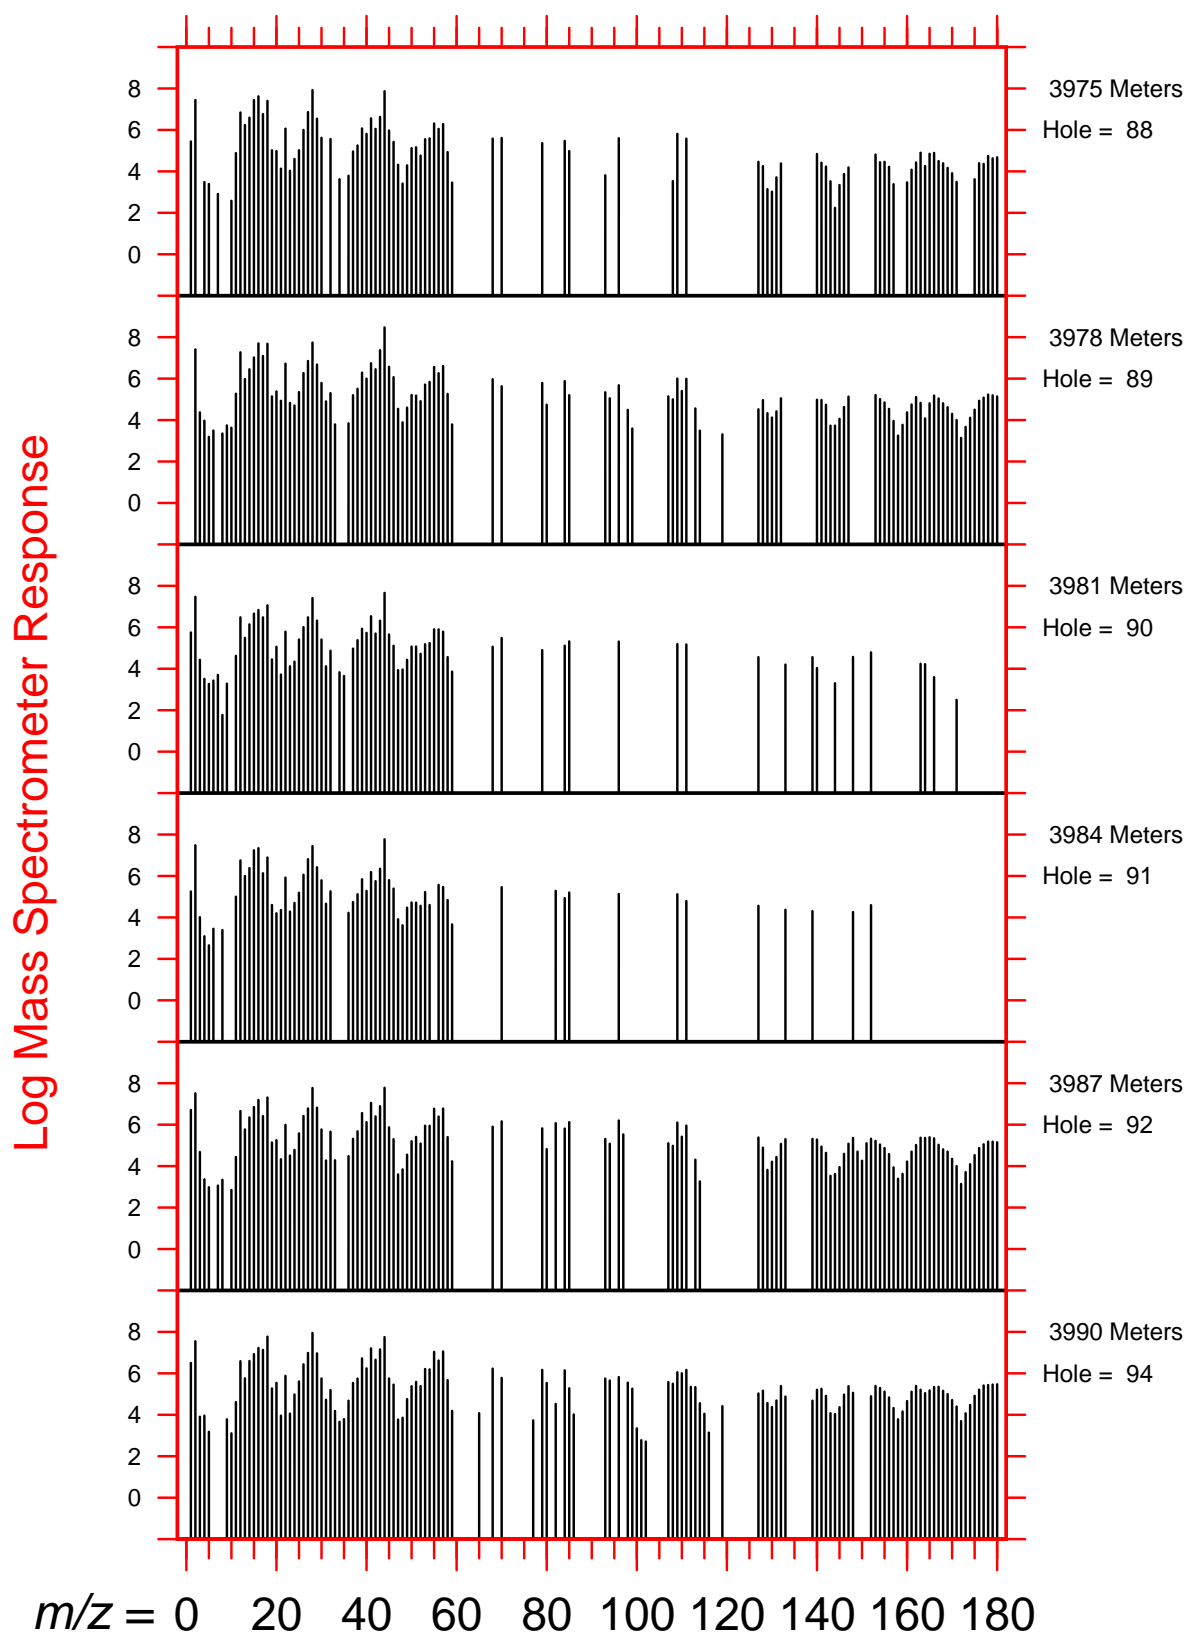 Log Mass Spectrometer Response
8
6
4
2
0
3975 Meters
Hole = 88
8
6
4
2
0
3978 Meters
Hole = 89
8
6
4
2
0
3981 Meters
Hole = 90
8
6
4
2
0
3984 Meters
Hole = 91
8
6
4
2
0
3987 Meters
Hole = 92
8
6
4
2
0
3990 Meters
Hole = 94
m/z = 0 20 40 60 80 100 120 140 160 180